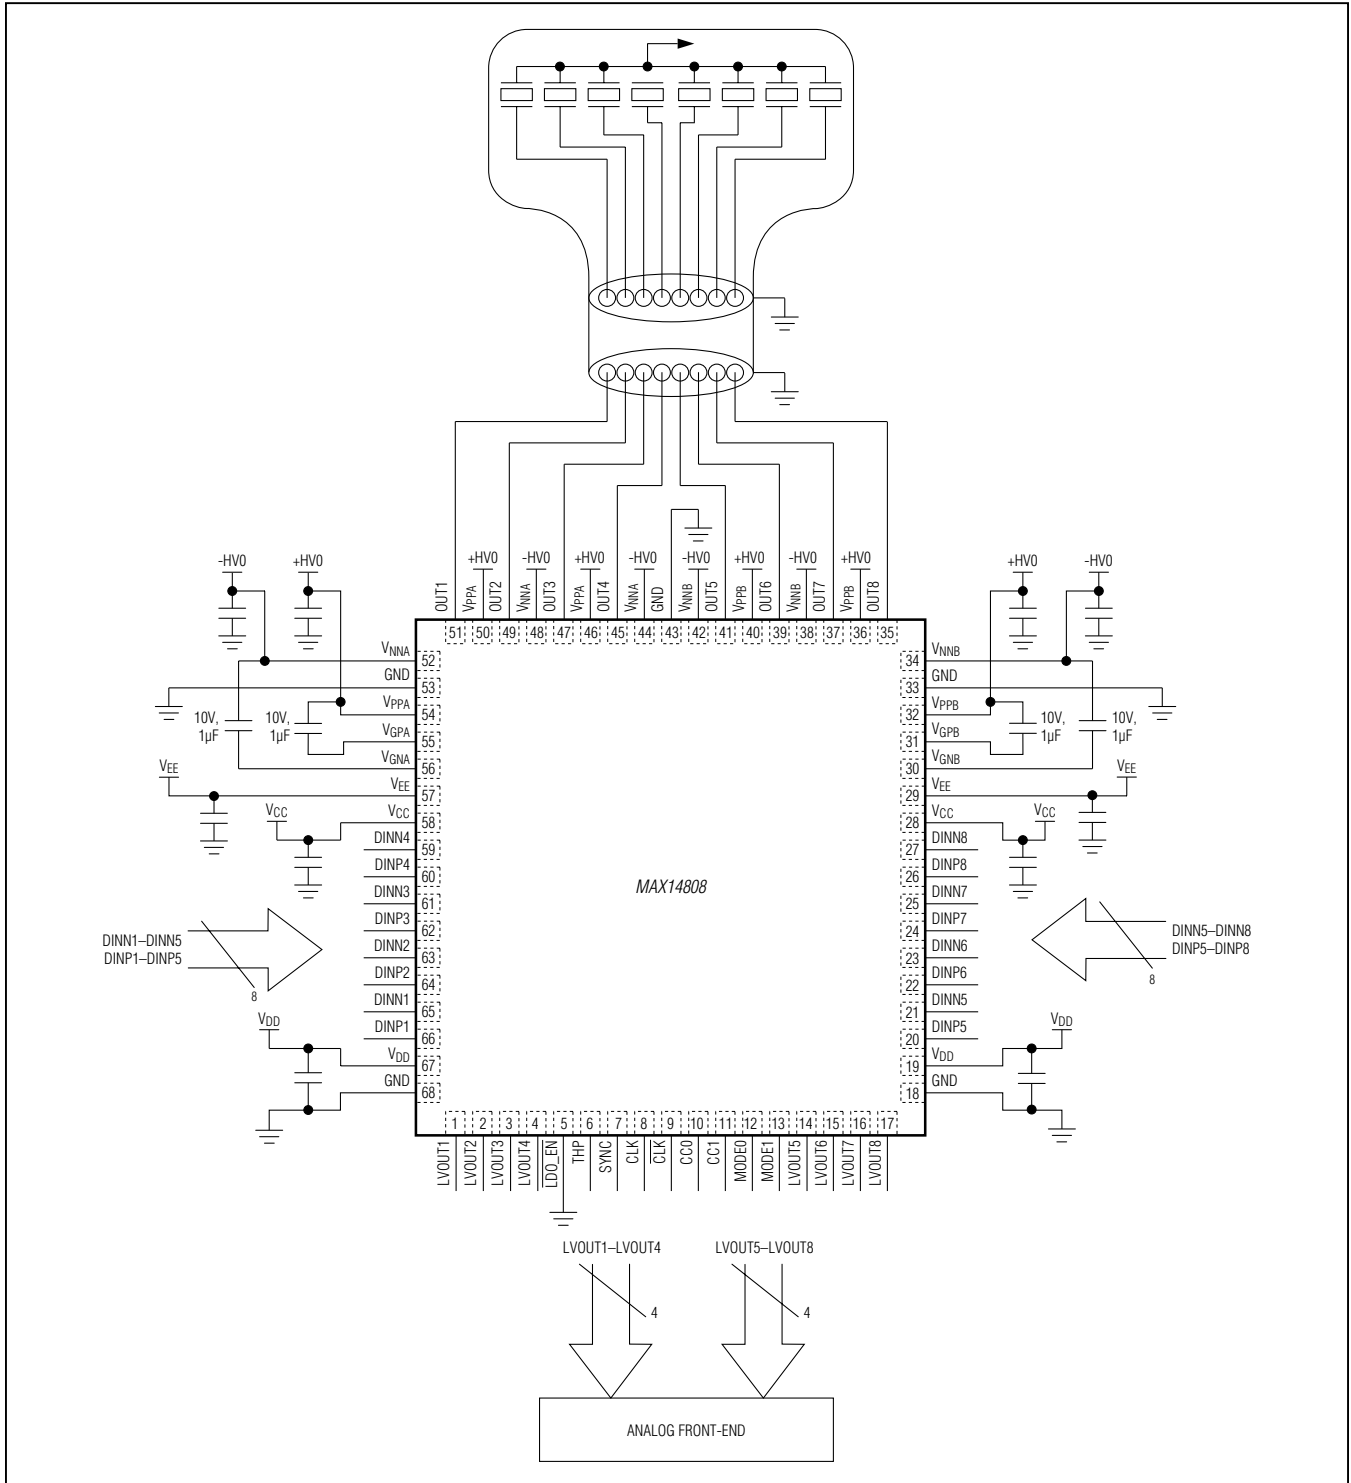 -HV0
+HV0
+HV0
-HV0
+HV0
-HV0
-HV0
+HV0
-HV0
+HV0
+HV0
-HV0
OUT1
VPPA
OUT2
VNNA
OUT3
VPPA
OUT4
VNNA
GND
VNNB
OUT5
VPPB
OUT6
VNNB
OUT7
VPPB
OUT8
51 50 49 48 47 46 45 44 43 42 41 40 39 38 37 36 35
VNNA 52
GND 53
VPPA 54
VGPA 55
VGNA 56
VEE 57
VCC 58
DINN4 59
DINP4 60
DINN3 61
DINP3 62
DINN2 63
DINP2 64
DINN1 65
DINP1 66
VDD 67
GND 68
10V,
1µF
10V,
1µF
VEE
VCC
DINN1–DINN5
DINP1–DINP5
8
VDD
MAX14808
34 VNNB
33 GND
32 VPPB
31 VGPB
30 VGNB
29 VEE
28 VCC
27 DINN8
26 DINP8
25 DINN7
24 DINP7
23 DINN6
22 DINP6
21 DINN5
20 DINP5
19 VDD
18 GND
10V,
1µF
10V,
1µF
VEE
VCC
DINN5–DINN8
DINP5–DINP8
8
VDD
1 2 3 4 5 6 7 8 9 10 11 12 13 14 15 16 17
LVOUT1
LVOUT2
LVOUT3
LVOUT4
LDO_EN
THP
SYNC
CLK
CLK
CC0
CC1
MODE0
MODE1
LVOUT5
LVOUT6
LVOUT7
LVOUT8
LVOUT1–LVOUT4
LVOUT5–LVOUT8
4
4
ANALOG FRONT-END